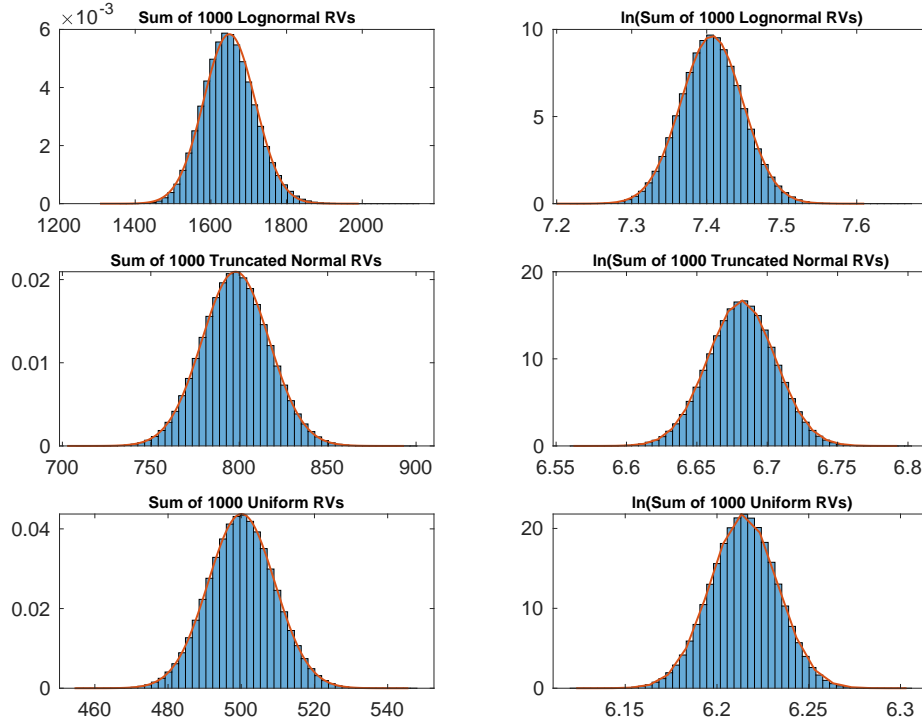 Sum of 1000 Lognormal RVs
×10⁻³
6
4
2
0
1200 1400 1600 1800 2000
ln(Sum of 1000 Lognormal RVs)
10
5
0
7.2 7.3 7.4 7.5 7.6
Sum of 1000 Truncated Normal RVs
0.02
0.01
0
700 750 800 850 900
ln(Sum of 1000 Truncated Normal RVs)
20
10
0
6.55 6.6 6.65 6.7 6.75 6.8
Sum of 1000 Uniform RVs
0.04
0.02
0
460 480 500 520 540
ln(Sum of 1000 Uniform RVs)
20
10
0
6.15 6.2 6.25 6.3